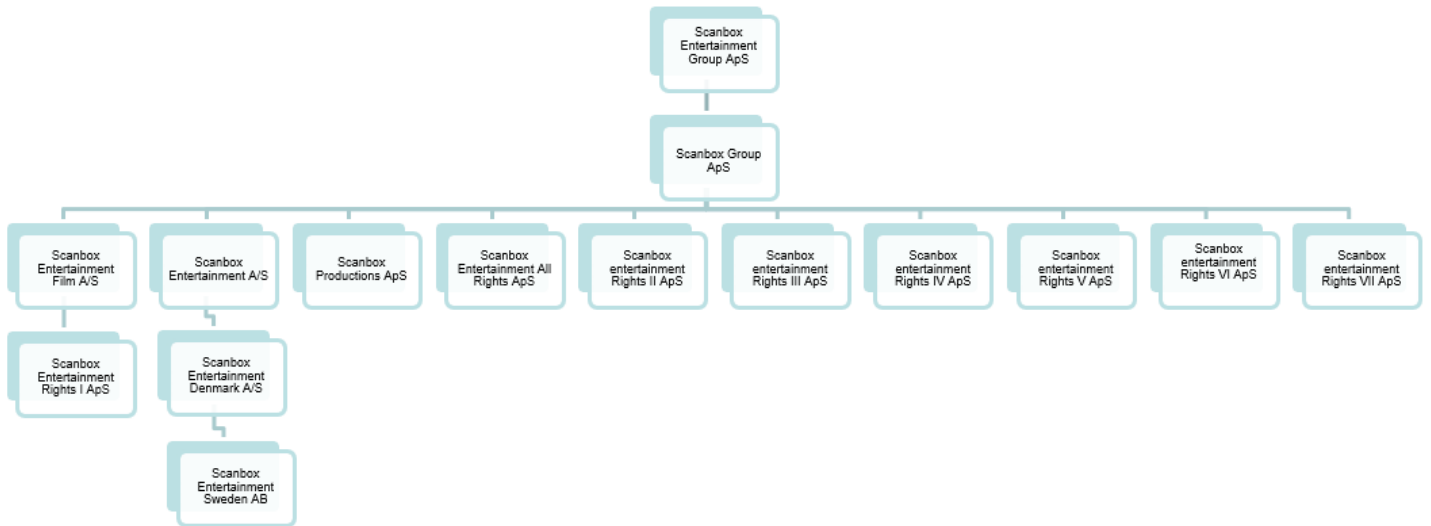 Scanbox
Entertainment
Group ApS
Scanbox Group
ApS
Scanbox
Entertainment
Film A/S
Scanbox
Entertainment A/S
Scanbox
Productions ApS
Scanbox
Entertainment All
Rights ApS
Scanbox
entertainment
Rights II ApS
Scanbox
entertainment
Rights III ApS
Scanbox
entertainment
Rights IV ApS
Scanbox
entertainment
Rights V ApS
Scanbox
entertainment
Rights VI ApS
Scanbox
entertainment
Rights VII ApS
Scanbox
Entertainment
Rights I ApS
Scanbox
Entertainment
Denmark A/S
Scanbox
Entertainment
Sweden AB